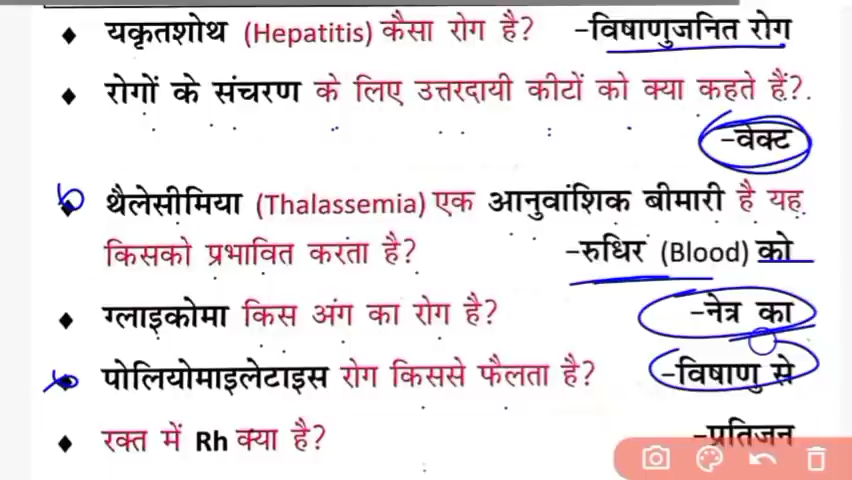 ♦ यकृतशोथ (Hepatitis) कैसा रोग है? -विषाणुजनित रोग
♦ रोगों के संचरण के लिए उत्तरदायी कीटों को क्या कहते हैं?
-वेक्ट
♦ थैलेसीमिया (Thalassemia) एक आनुवांशिक बीमारी है यह
किसको प्रभावित करता है? -रुधिर (Blood) को
♦ ग्लाइकोमा किस अंग का रोग है? -नेत्र का
♦ पोलियोमाइलेटाइस रोग किससे फैलता है? -विषाणु से
♦ रक्त में Rh क्या है? -प्रतिजन